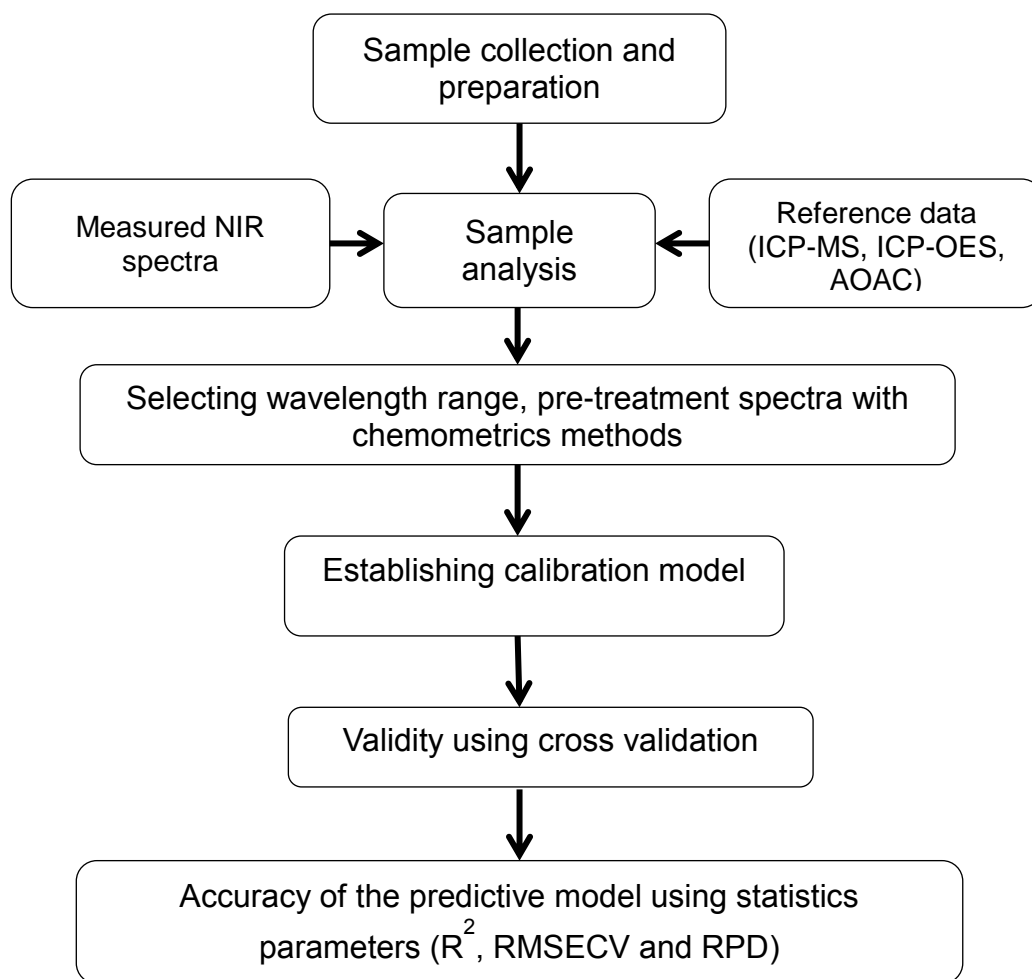 Sample collection and
preparation
Measured NIR
spectra
Sample
analysis
Reference data
(ICP-MS, ICP-OES,
AOAC)
Selecting wavelength range, pre-treatment spectra with
chemometrics methods
Establishing calibration model
Validity using cross validation
Accuracy of the predictive model using statistics
parameters (R², RMSECV and RPD)